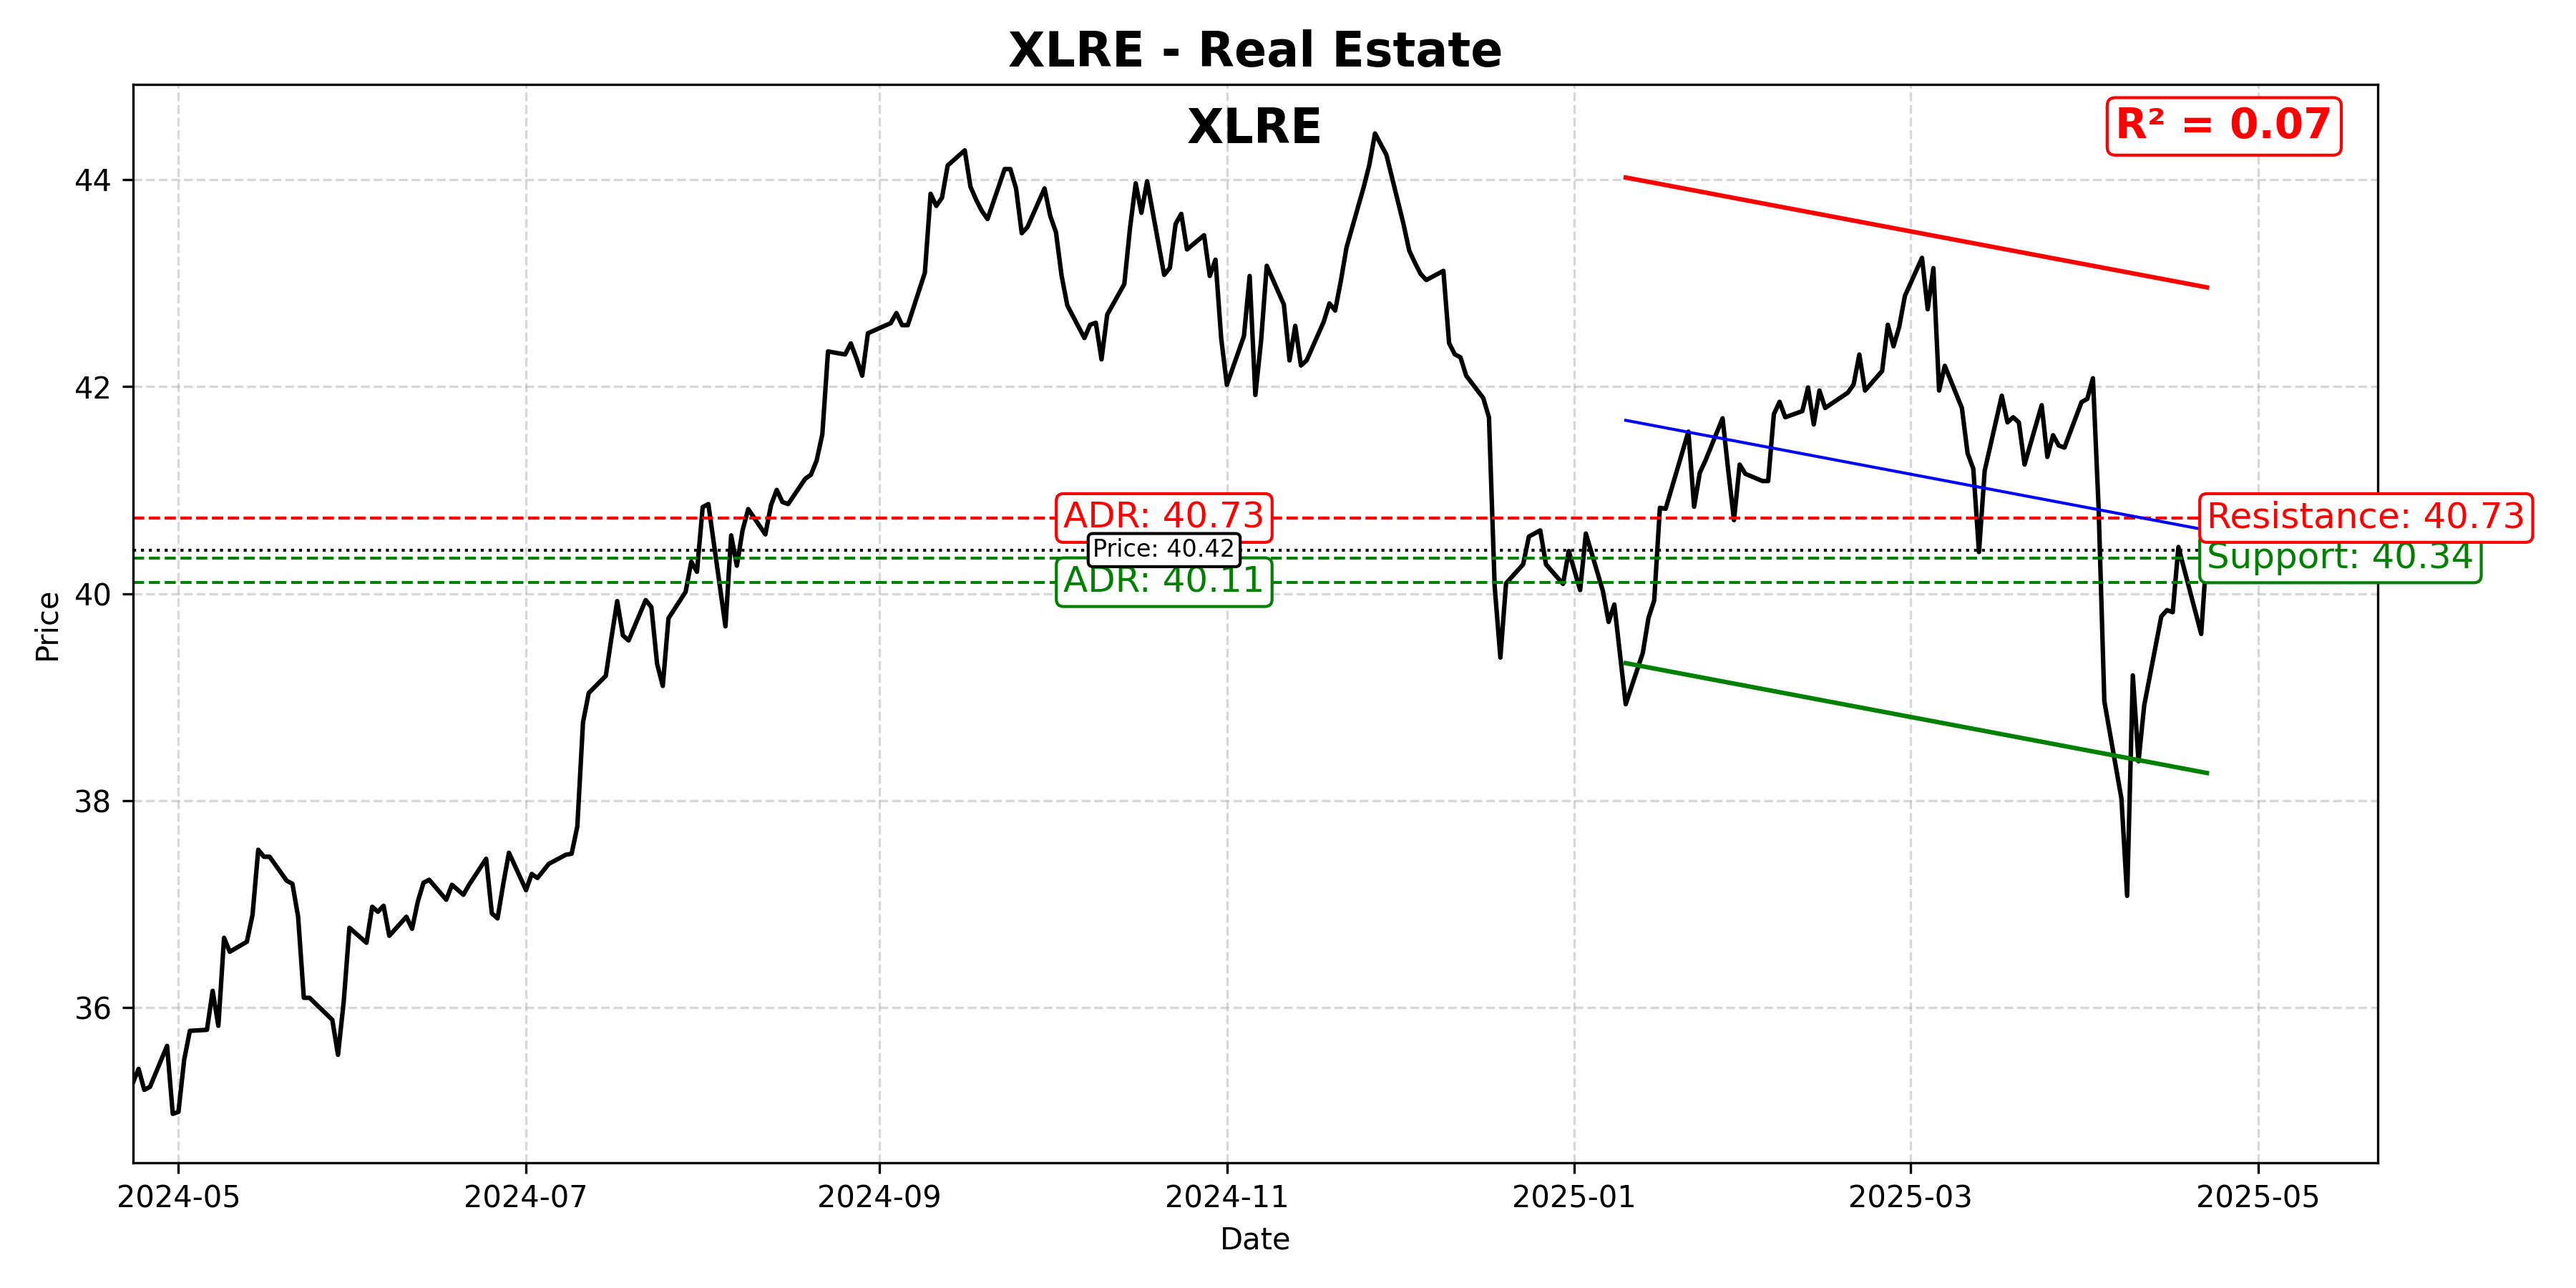 XLRE - Real Estate
XLRE
R² = 0.07
44
42
40
38
36
Price
ADR: 40.73
Price: 40.42
ADR: 40.11
Resistance: 40.73
Support: 40.34
2024-05
2024-07
2024-09
2024-11
2025-01
2025-03
2025-05
Date